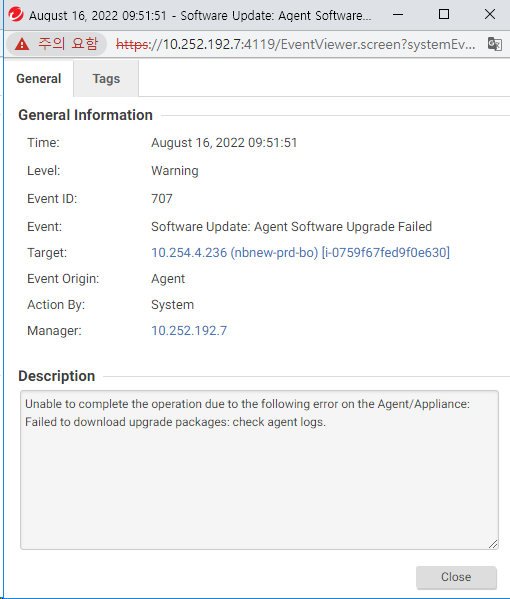 August 16, 2022 09:51:51 - Software Update: Agent Software...
주의 요함 https://10.252.192.7:4119/EventViewer.screen?systemEv...
General Tags
General Information
Time: August 16, 2022 09:51:51
Level: Warning
Event ID: 707
Event: Software Update: Agent Software Upgrade Failed
Target: 10.254.4.236 (nbnew-prd-bo) [i-0759f67fed9f0e630]
Event Origin: Agent
Action By: System
Manager: 10.252.192.7
Description
Unable to complete the operation due to the following error on the Agent/Appliance:
Failed to download upgrade packages: check agent logs.
Close